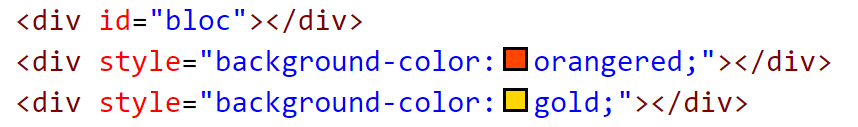 <div id="bloc"></div>
<div style="background-color:orangered;"></div>
<div style="background-color:gold;"></div>